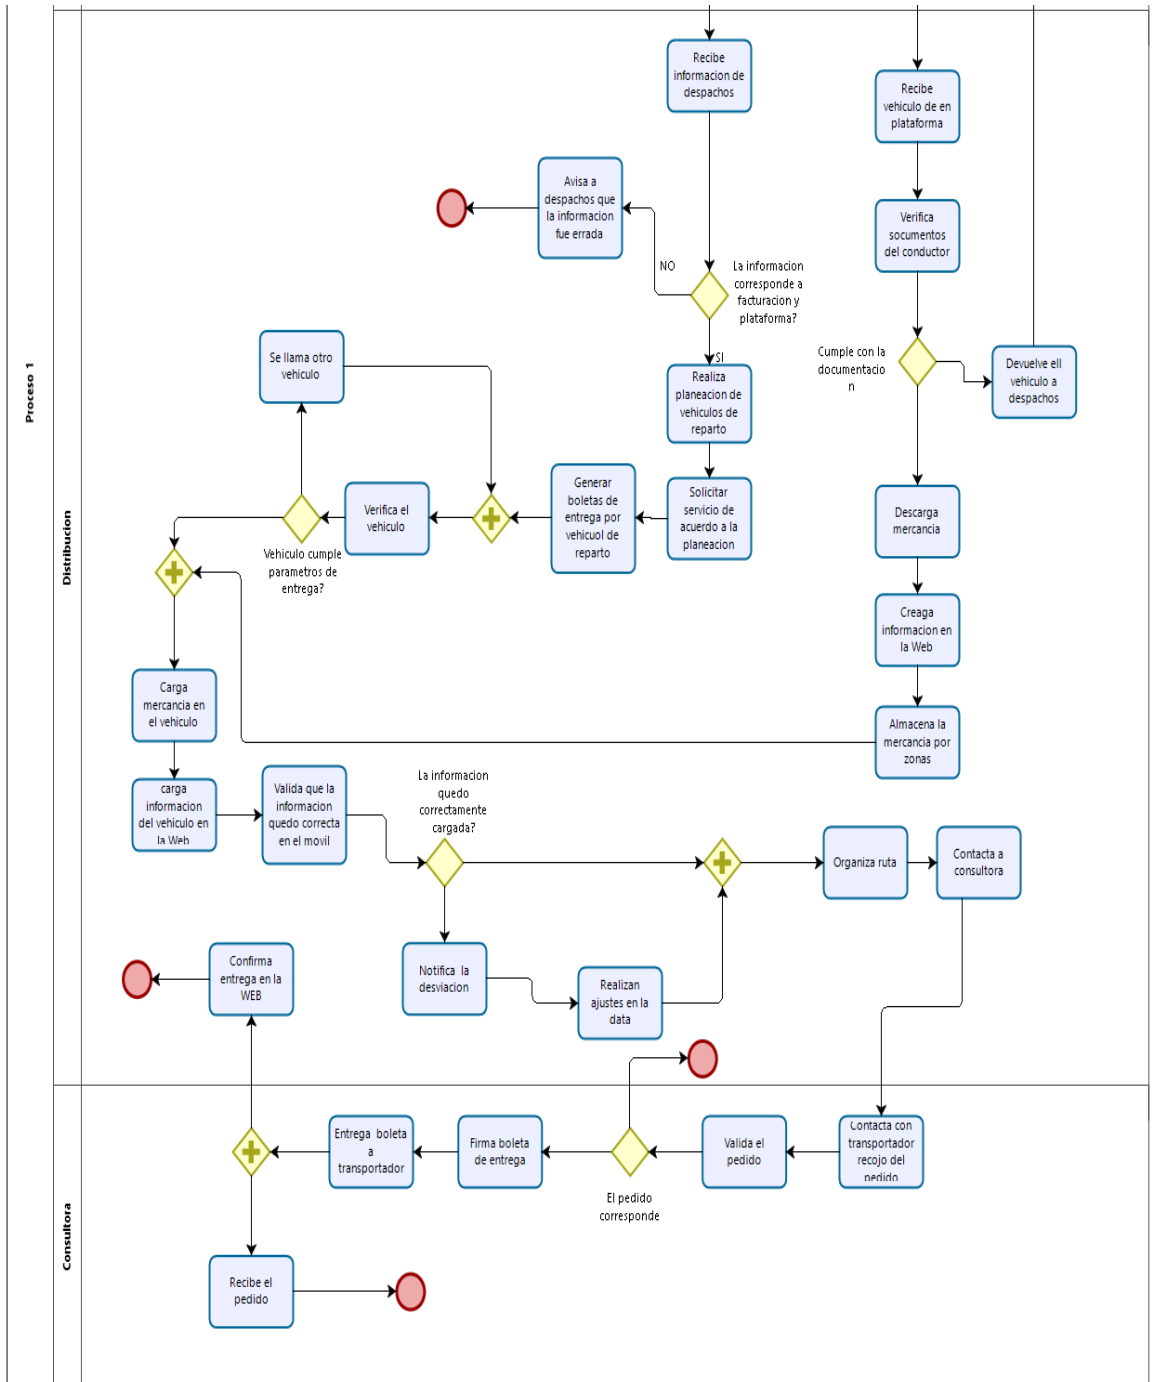 Proceso 1
Distribucion
Recibe
informacion de
despachos
Recibe
vehiculo de en
plataforma
Avisa a
despachos que
la informacion
fue errada
Verifica
socumentos
del conductor
NO
La informacion
corresponde a
facturacion y
plataforma?
SI
Se llama otro
vehiculo
Realiza
planeacion de
vehiculos de
reparto
Cumple con la
documentacio
n
Devuelve ell
vehiculo a
despachos
Verifica el
vehiculo
Generar
boletas de
entrega por
vehicuol de
reparto
Solicitar
servicio de
acuerdo a la
planeacion
Descarga
mercancia
Vehiculo cumple
parametros de
entrega?
Creaga
informacion en
la Web
Carga
mercancia en
el vehiculo
Almacena la
mercancia por
zonas
carga
informacion
del vehiculo en
la Web
Valida que la
informacion
quedo correcta
en el movil
La informacion
quedo
correctamente
cargada?
Organiza ruta
Contacta a
consultora
Confirma
entrega en la
WEB
Notifica la
desviacion
Realizan
ajustes en la
data
Consultora
Entrega boleta
a
transportador
Firma boleta
de entrega
El pedido
corresponde
Valida el
pedido
Contacta con
transportador
recojo del
pedido
Recibe el
pedido